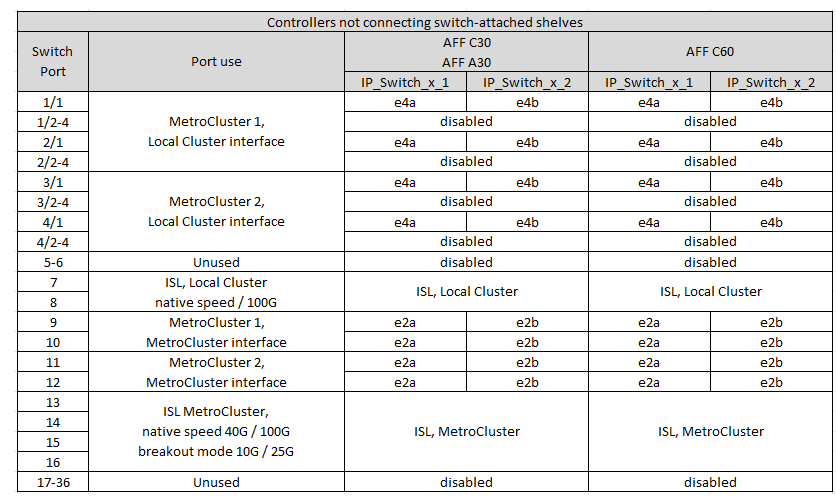 Controllers not connecting switch-attached shelves
Switch
Port
Port use
AFF C30
AFF A30
AFF C60
IP_Switch_x_1 IP_Switch_x_2 IP_Switch_x_1 IP_Switch_x_2
1/1 e4a e4b e4a e4b
1/2-4 MetroCluster 1, disabled disabled
2/1 Local Cluster interface e4a e4b e4a e4b
2/2-4 disabled disabled
3/1 e4a e4b e4a e4b
3/2-4 MetroCluster 2, disabled disabled
4/1 Local Cluster interface e4a e4b e4a e4b
4/2-4 disabled disabled
5-6 Unused disabled disabled
7 ISL, Local Cluster
8 native speed / 100G
ISL, Local Cluster ISL, Local Cluster
9 MetroCluster 1, e2a e2b e2a e2b
10 MetroCluster interface e2a e2b e2a e2b
11 MetroCluster 2, e2a e2b e2a e2b
12 MetroCluster interface e2a e2b e2a e2b
13
14
15
16
ISL MetroCluster,
native speed 40G / 100G
breakout mode 10G / 25G
ISL, MetroCluster ISL, MetroCluster
17-36 Unused disabled disabled